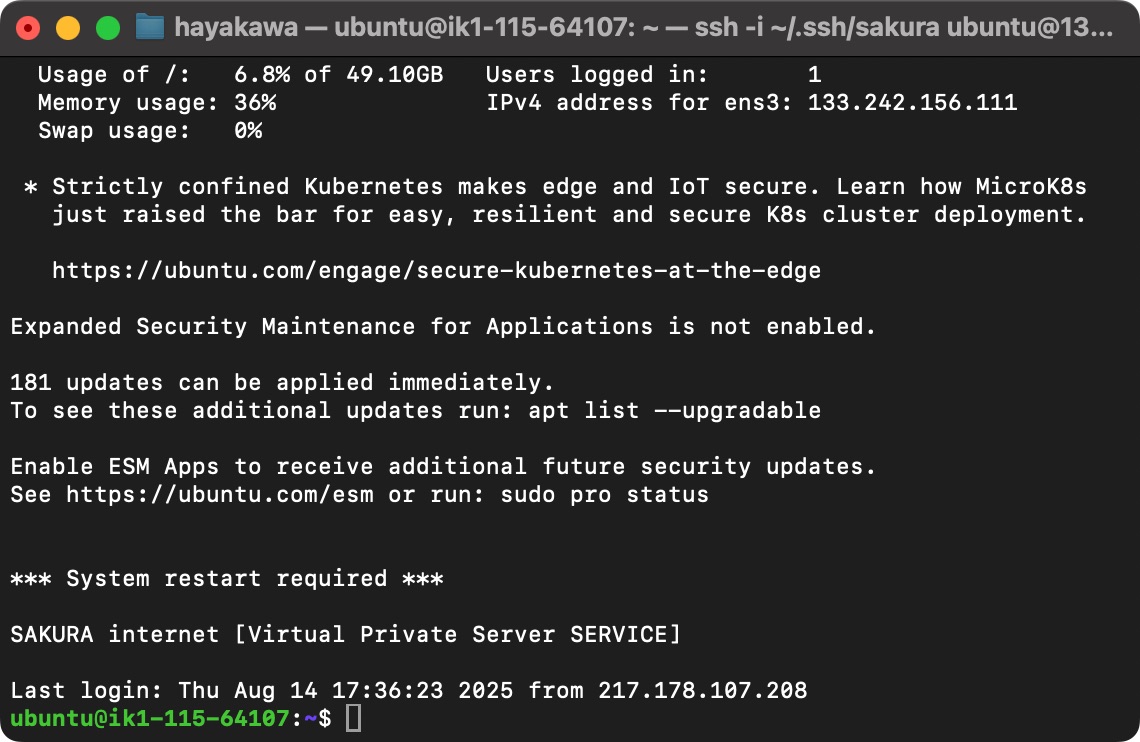 hayakawa — ubuntu@ik1-115-64107: ~ — ssh -i ~/.ssh/sakura ubuntu@13...
Usage of /: 6.8% of 49.10GB Users logged in: 1
Memory usage: 36% IPv4 address for ens3: 133.242.156.111
Swap usage: 0%
* Strictly confined Kubernetes makes edge and IoT secure. Learn how MicroK8s
just raised the bar for easy, resilient and secure K8s cluster deployment.
https://ubuntu.com/engage/secure-kubernetes-at-the-edge
Expanded Security Maintenance for Applications is not enabled.
181 updates can be applied immediately.
To see these additional updates run: apt list --upgradable
Enable ESM Apps to receive additional future security updates.
See https://ubuntu.com/esm or run: sudo pro status
*** System restart required ***
SAKURA internet [Virtual Private Server SERVICE]
Last login: Thu Aug 14 17:36:23 2025 from 217.178.107.208
ubuntu@ik1-115-64107:~$